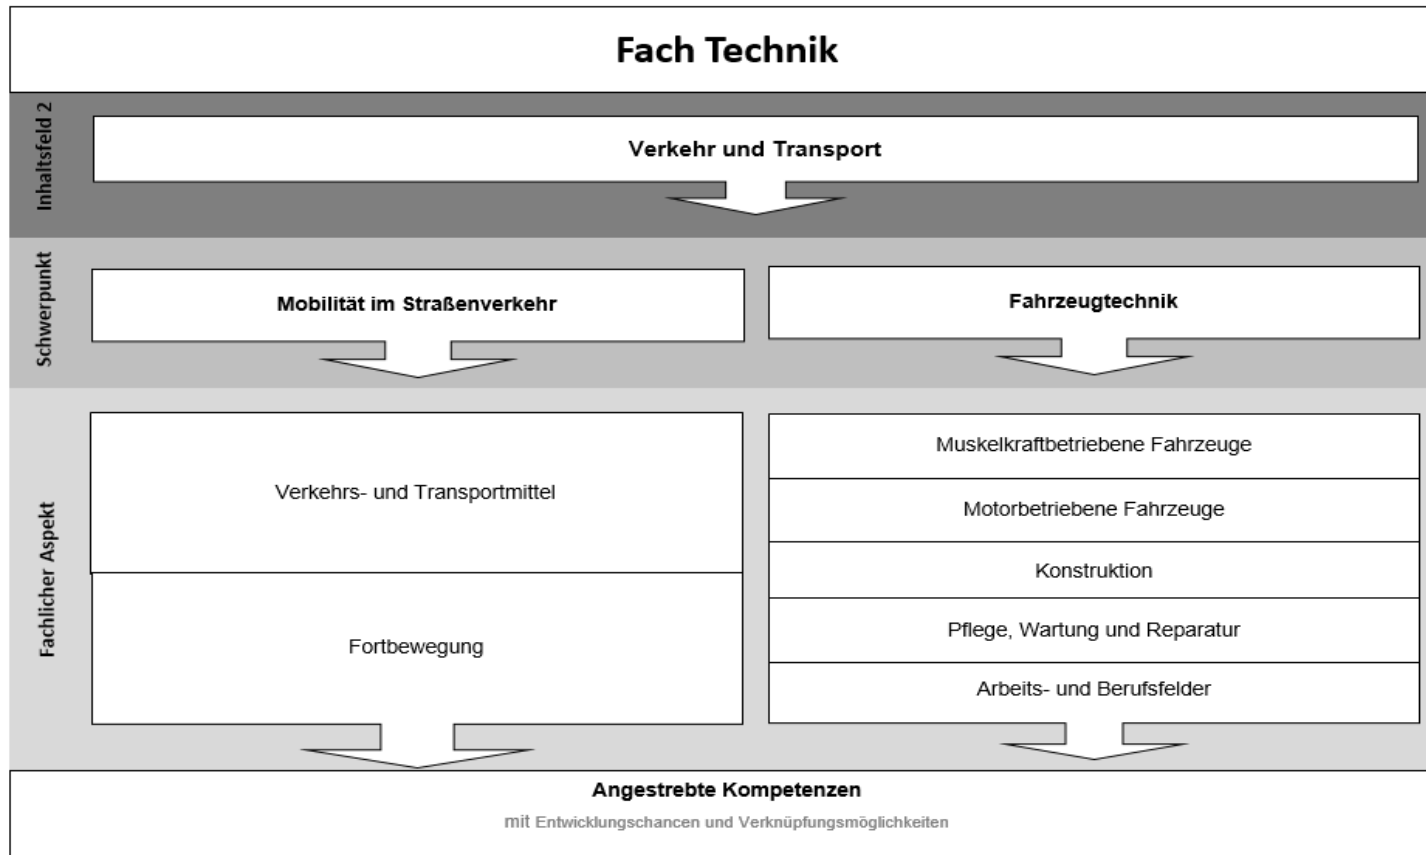 Fach Technik
Inhaltsfeld 2
Verkehr und Transport
Schwerpunkt
Mobilität im Straßenverkehr
Fahrzeugtechnik
Fachlicher Aspekt
Verkehrs- und Transportmittel
Fortbewegung
Muskelkraftbetriebene Fahrzeuge
Motorbetriebene Fahrzeuge
Konstruktion
Pflege, Wartung und Reparatur
Arbeits- und Berufsfelder
Angestrebte Kompetenzen
mit Entwicklungschancen und Verknüpfungsmöglichkeiten